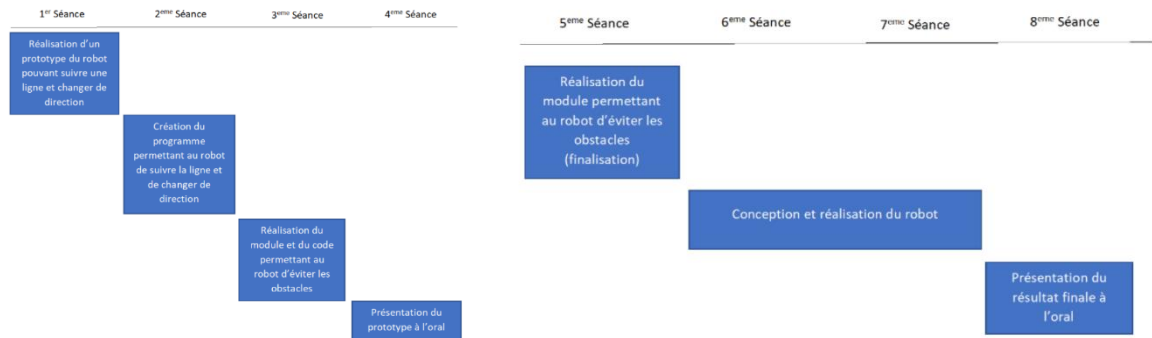 1er Séance
2eme Séance
3eme Séance
4eme Séance
Réalisation d’un
prototype du robot
pouvant suivre une
ligne et changer de
direction
Création du
programme
permettant au robot
de suivre la ligne et
de changer de
direction
Réalisation du
module et du code
permettant au
robot d’éviter les
obstacles
Présentation du
prototype à l’oral
5eme Séance
6eme Séance
7eme Séance
8eme Séance
Réalisation du
module permettant
au robot d’éviter les
obstacles
(finalisation)
Conception et réalisation du robot
Présentation du
résultat finale à
l’oral